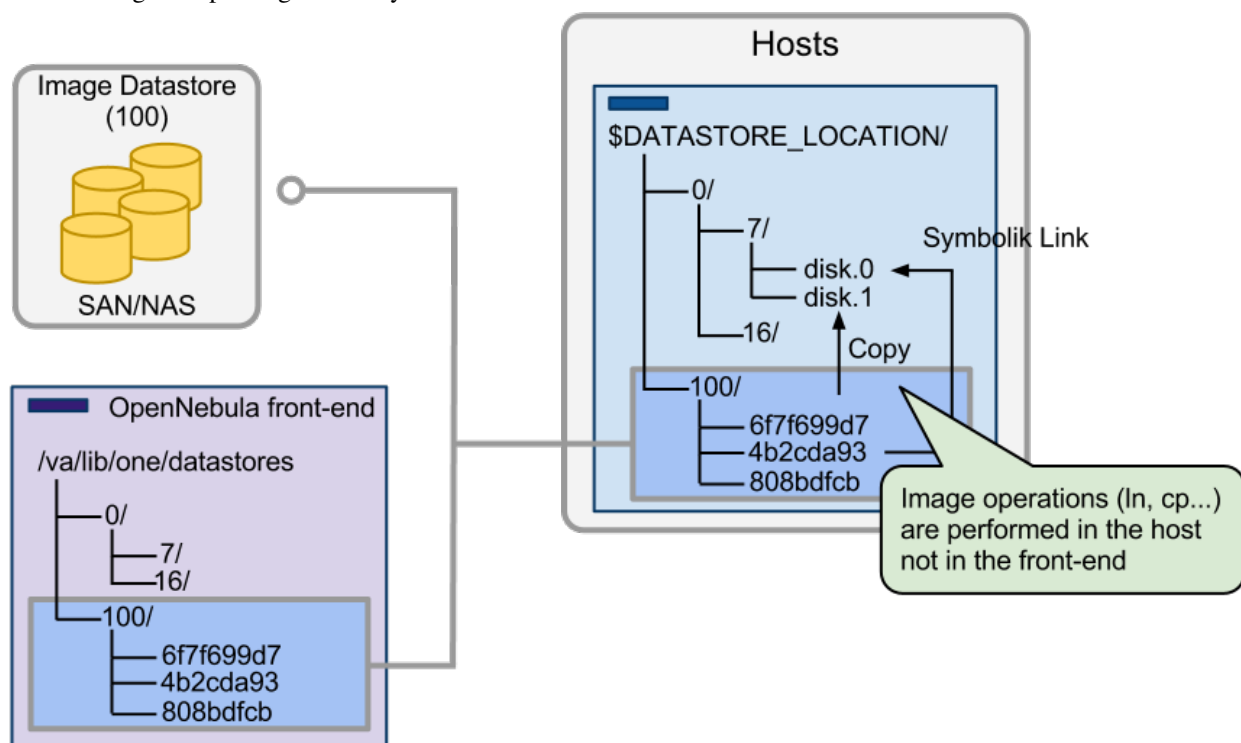 Hosts
Image Datastore
(100)
SAN/NAS
$DATASTORE_LOCATION/
0/
7/
Symbolik Link
disk.0
disk.1
16/
Copy
100/
6f7f699d7
4b2cda93
808bdfcb
Image operations (ln, cp...)
are performed in the host
not in the front-end
OpenNebula front-end
/va/lib/one/datastores
0/
7/
16/
100/
6f7f699d7
4b2cda93
808bdfcb